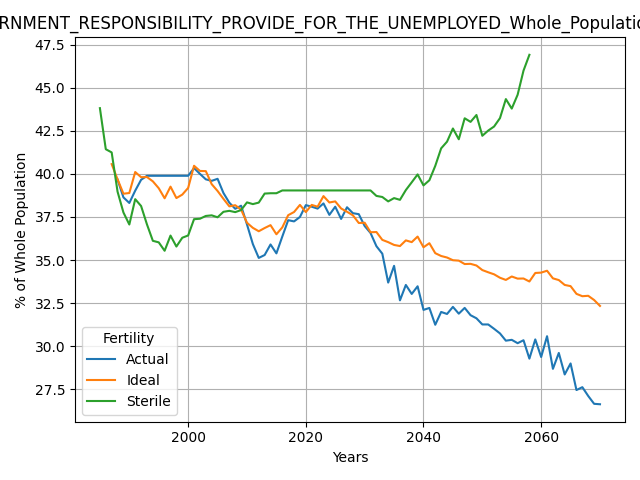 RNMENT_RESPONSIBILITY_PROVIDE_FOR_THE_UNEMPLOYED_Whole_Populatio
47.5
45.0
42.5
40.0
37.5
35.0
32.5
30.0
27.5
% of Whole Population
Fertility
Actual
Ideal
Sterile
2000 2020 2040 2060
Years